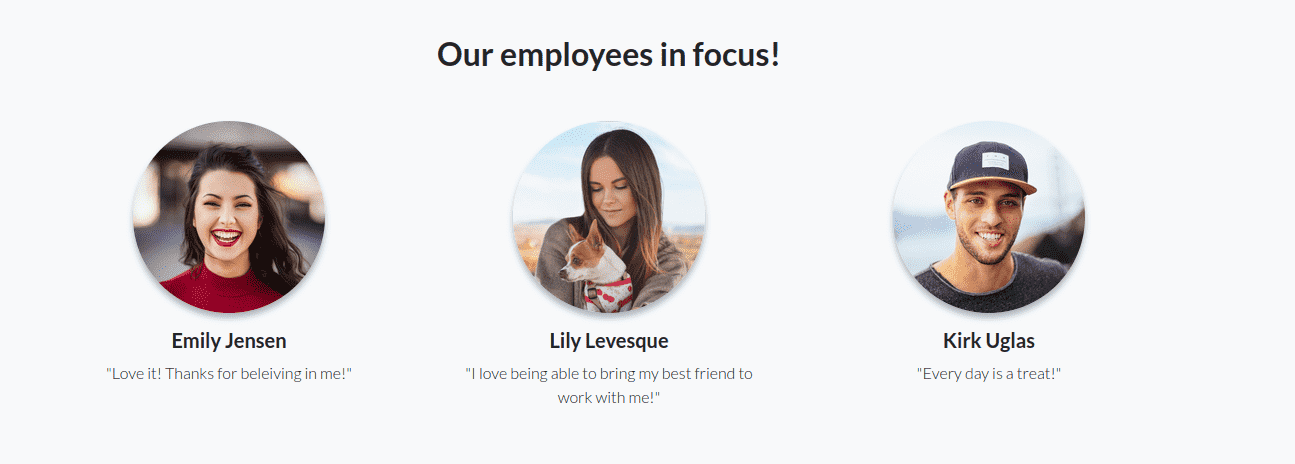 Our employees in focus!
Emily Jensen
Lily Levesque
Kirk Uglas
"Love it! Thanks for beleiving in me!"
"I love being able to bring my best friend to
work with me!"
"Every day is a treat!"